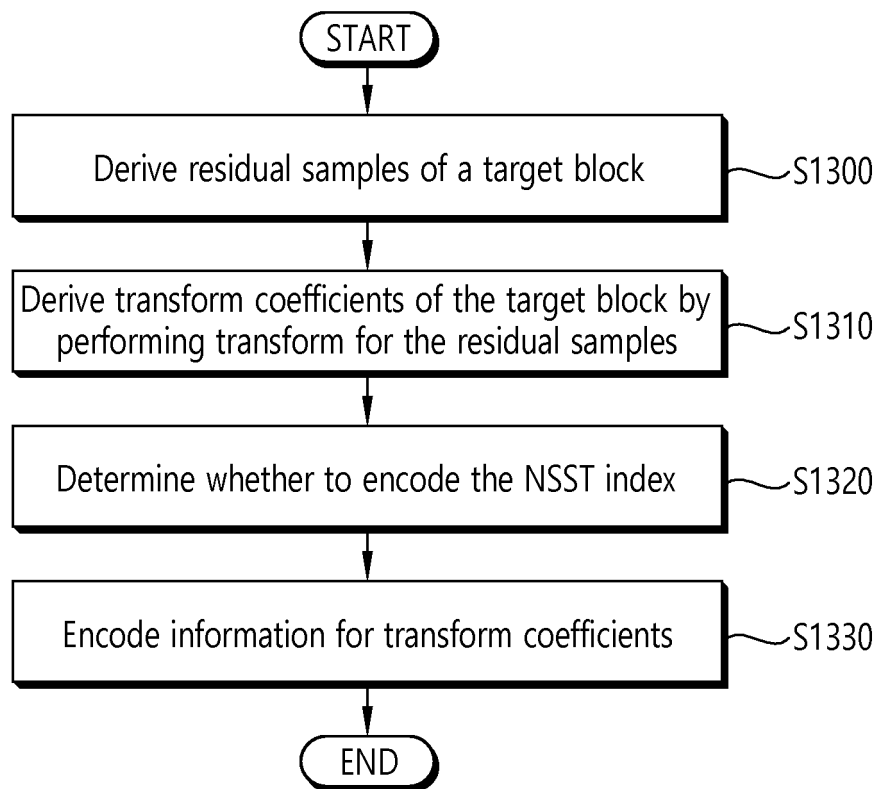 START
Derive residual samples of a target block
S1300
Derive transform coefficients of the target block by
performing transform for the residual samples
S1310
Determine whether to encode the NSST index
S1320
Encode information for transform coefficients
S1330
END